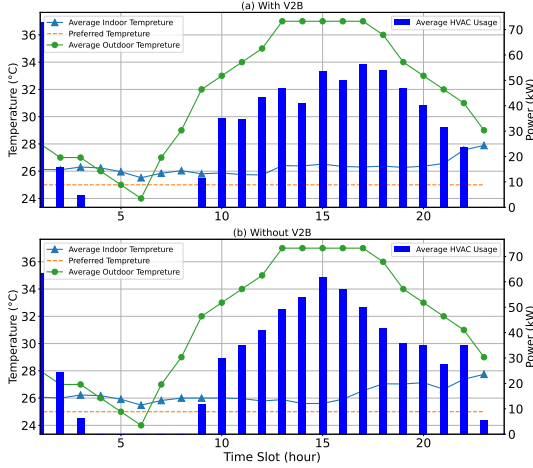 (a) With V2B
Average Indoor Tempreture
Preferred Tempreture
Average Outdoor Tempreture
Average HVAC Usage
Temperature (°C)
36
34
32
30
28
26
24
Power (kW)
70
60
50
40
30
20
10
0
5
10
15
20
(b) Without V2B
Average Indoor Tempreture
Preferred Tempreture
Average Outdoor Tempreture
Average HVAC Usage
Temperature (°C)
36
34
32
30
28
26
24
Power (kW)
70
60
50
40
30
20
10
0
5
10
15
20
Time Slot (hour)